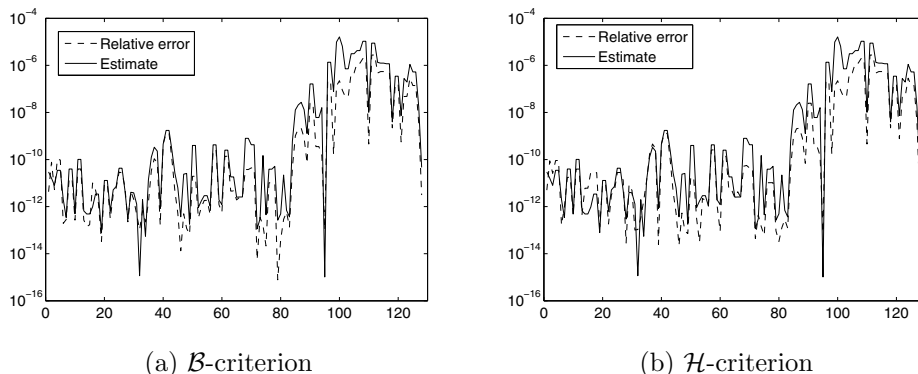 10⁻⁴
10⁻⁶
10⁻⁸
10⁻¹⁰
10⁻¹²
10⁻¹⁴
10⁻¹⁶
0 20 40 60 80 100 120
Relative error
Estimate
(a) B-criterion
10⁻⁴
10⁻⁶
10⁻⁸
10⁻¹⁰
10⁻¹²
10⁻¹⁴
10⁻¹⁶
0 20 40 60 80 100 120
Relative error
Estimate
(b) H-criterion